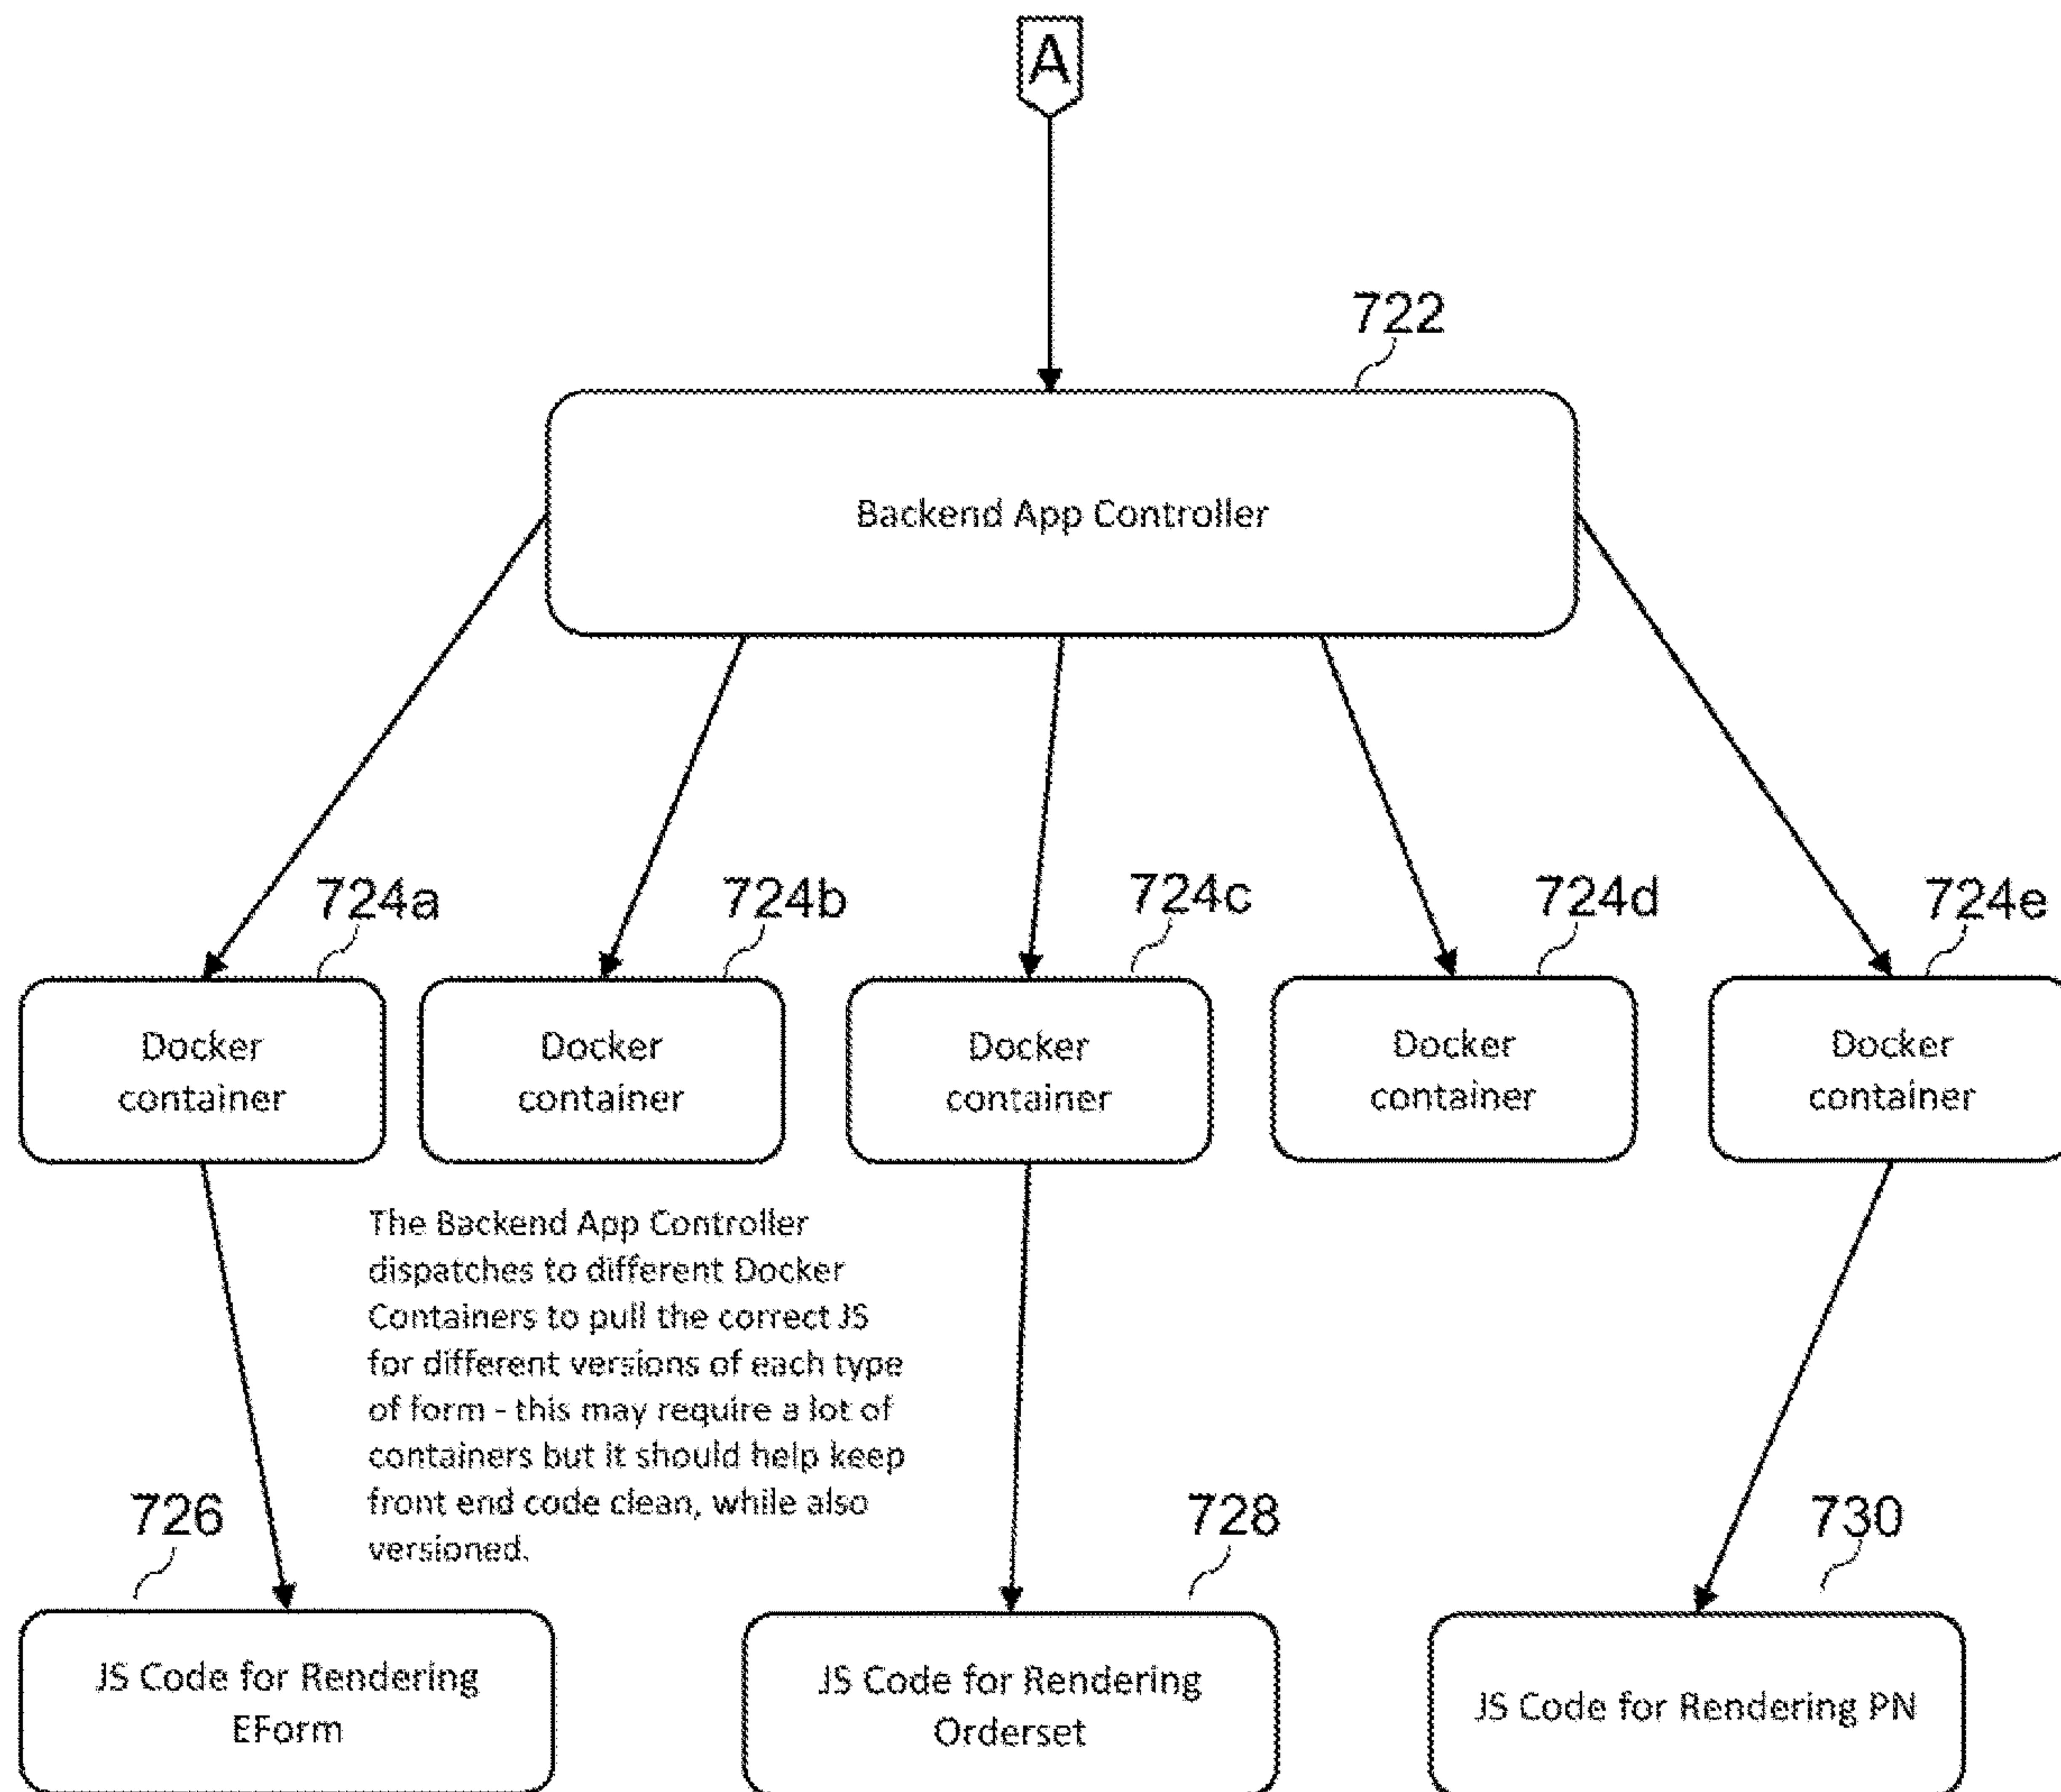 A
722
Backend App Controller
724a
724b
724c
724d
724e
Docker
container
Docker
container
Docker
container
Docker
container
Docker
container
The Backend App Controller
dispatches to different Docker
Containers to pull the correct JS
for different versions of each type
of form - this may require a lot of
containers but it should help keep
front end code clean, while also
versioned.
726
728
730
JS Code for Rendering
EForm
JS Code for Rendering
Orderset
JS Code for Rendering PN